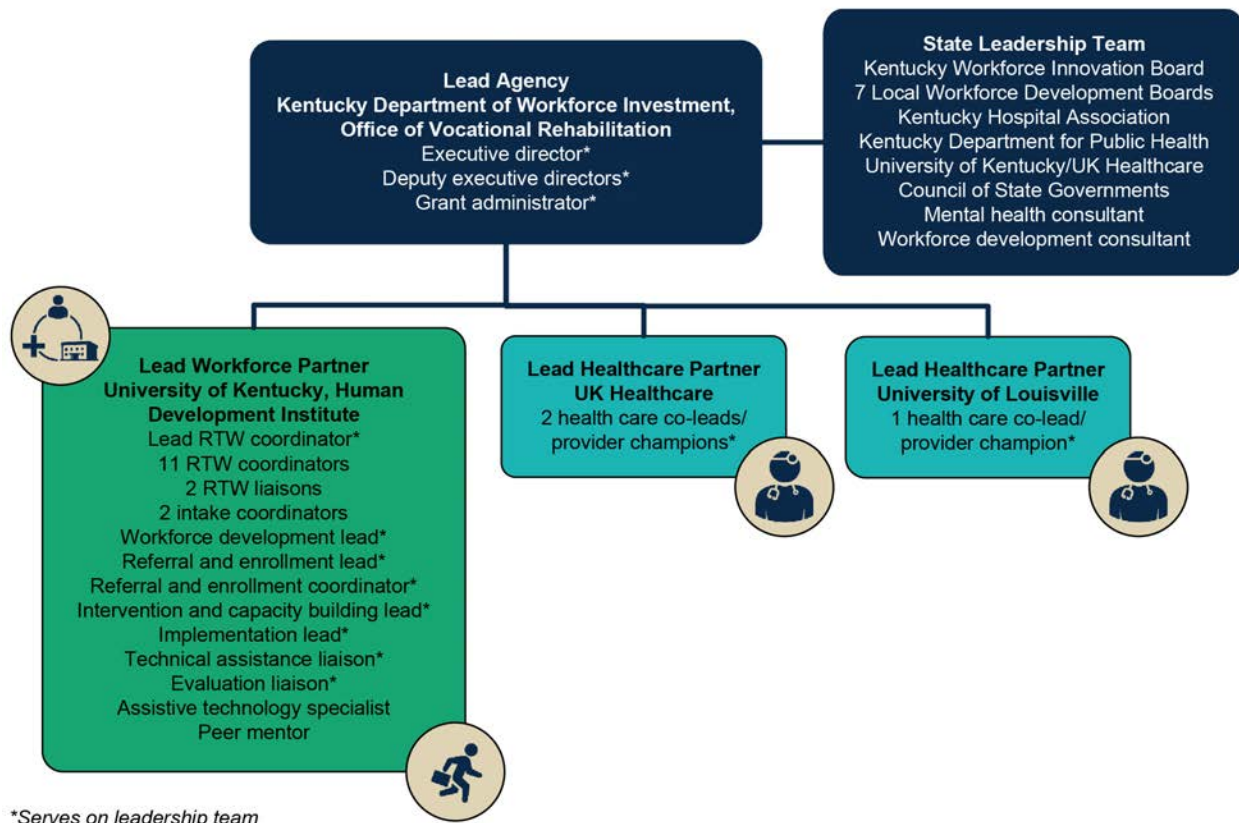 Lead Agency
Kentucky Department of Workforce Investment,
Office of Vocational Rehabilitation
Executive director*
Deputy executive directors*
Grant administrator*
State Leadership Team
Kentucky Workforce Innovation Board
7 Local Workforce Development Boards
Kentucky Hospital Association
Kentucky Department for Public Health
University of Kentucky/UK Healthcare
Council of State Governments
Mental health consultant
Workforce development consultant
Lead Workforce Partner
University of Kentucky, Human
Development Institute
Lead RTW coordinator*
11 RTW coordinators
2 RTW liaisons
2 intake coordinators
Workforce development lead*
Referral and enrollment lead*
Referral and enrollment coordinator*
Intervention and capacity building lead*
Implementation lead*
Technical assistance liaison*
Evaluation liaison*
Assistive technology specialist
Peer mentor
Lead Healthcare Partner
UK Healthcare
2 health care co-leads/
provider champions*
Lead Healthcare Partner
University of Louisville
1 health care co-lead/
provider champion*
*Serves on leadership team